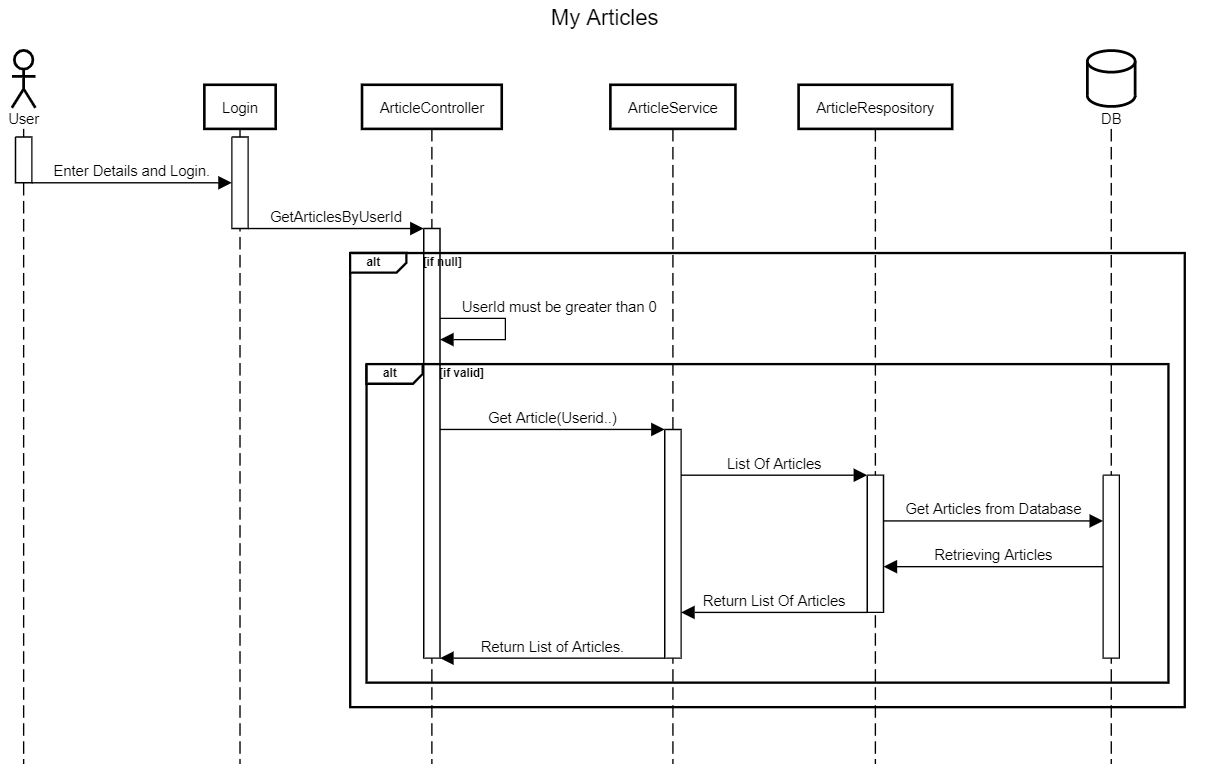 My Articles
User
Login
ArticleController
ArticleService
ArticleRespository
DB
Enter Details and Login.
GetArticlesByUserId
alt
[if null]
UserId must be greater than 0
alt
[if valid]
Get Article(Userid..)
List Of Articles
Get Articles from Database
Retrieving Articles
Return List Of Articles
Return List of Articles.